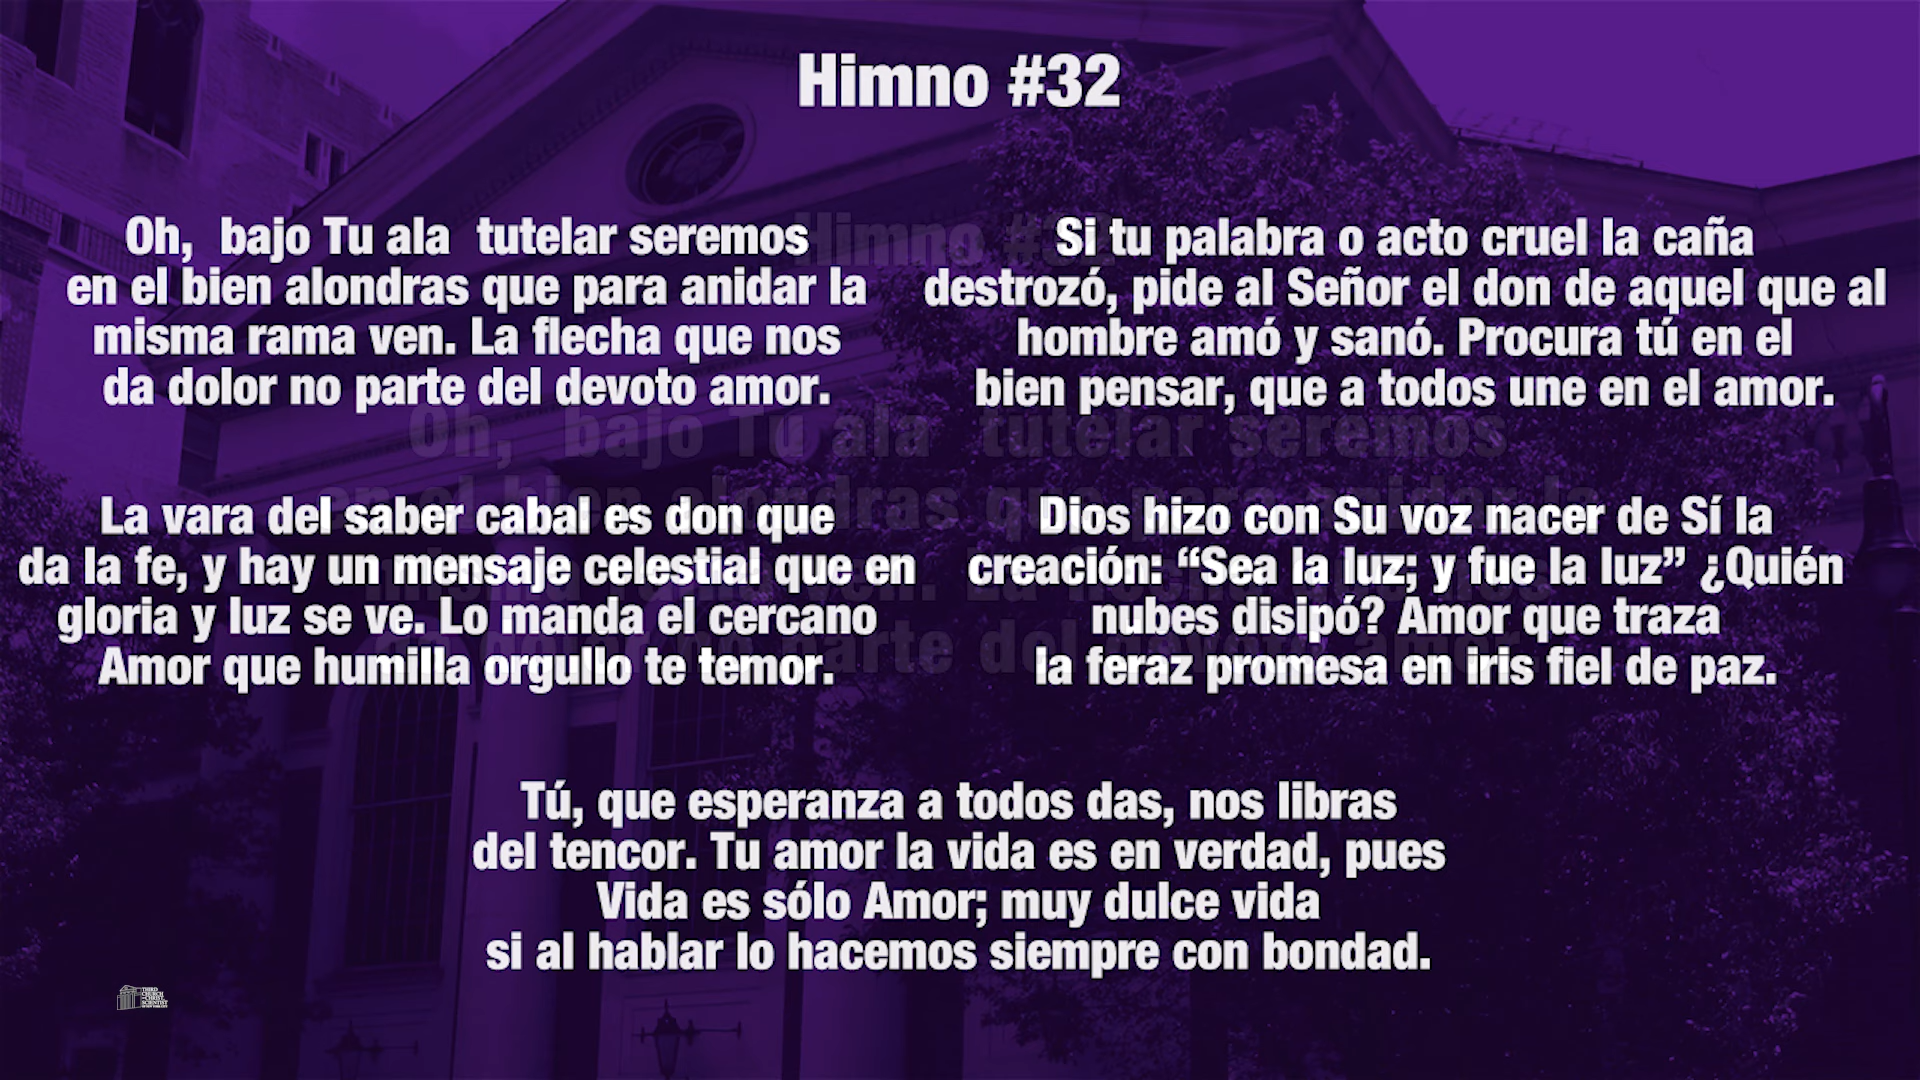 Himno #32
Oh, bajo Tu ala tutelar seremos
en el bien alondras que para anidar la
misma rama ven. La flecha que nos
da dolor no parte del devoto amor.
Si tu palabra o acto cruel la caña
destrozó, pide al Señor el don de aquel que al
hombre amó y sanó. Procura tú en el
bien pensar, que a todos une en el amor.
La vara del saber cabal es don que
da la fe, y hay un mensaje celestial que en
gloria y luz se ve. Lo manda el cercano
Amor que humilla orgullo te temor.
Dios hizo con Su voz nacer de Sí la
creación: “Sea la luz; y fue la luz” ¿Quién
nubes disipó? Amor que traza
la feraz promesa en iris fiel de paz.
Tú, que esperanza a todos das, nos libras
del tencor. Tu amor la vida es en verdad, pues
Vida es sólo Amor; muy dulce vida
si al hablar lo hacemos siempre con bondad.
THIRD
CHURCH
OF CHRIST,
SCIENTIST